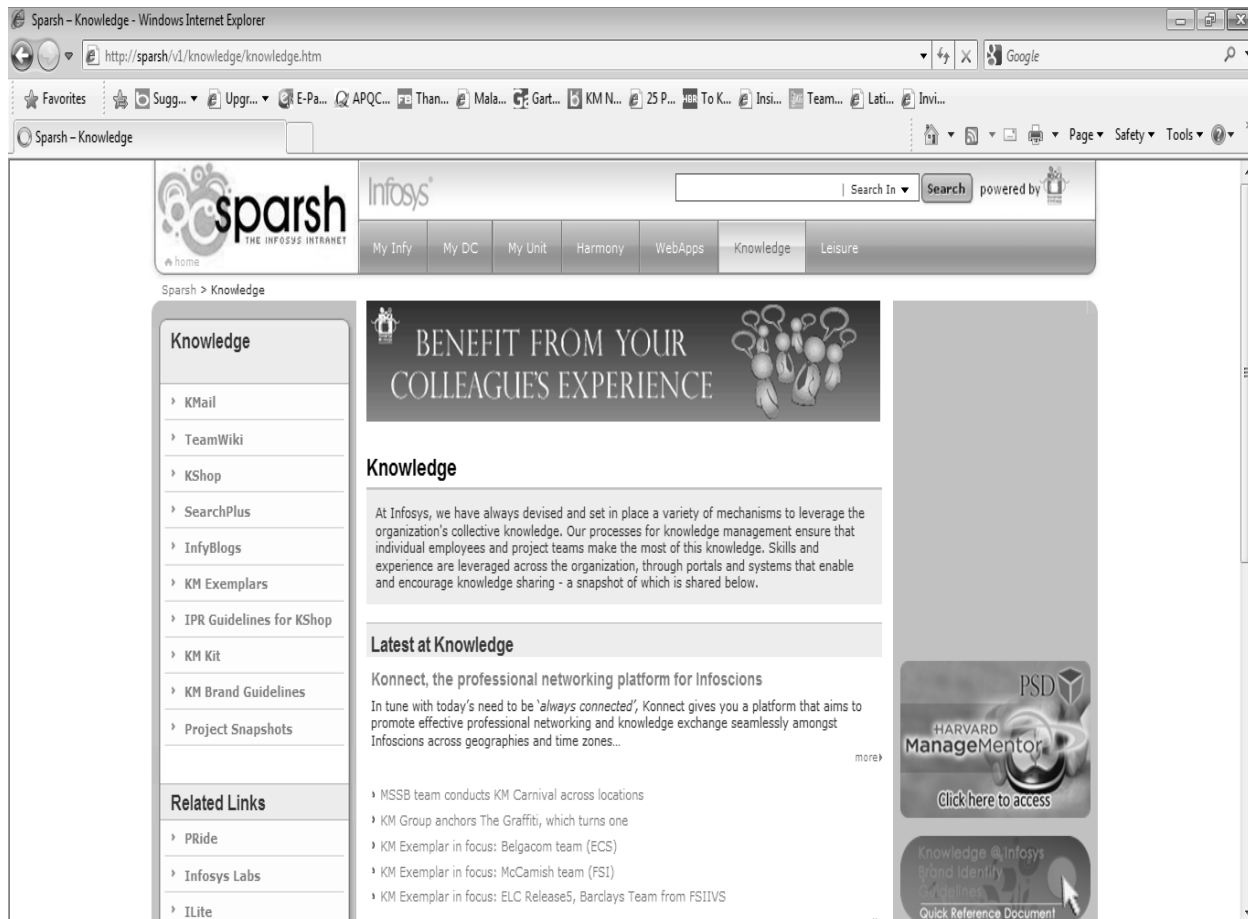 Sparsh – Knowledge - Windows Internet Explorer
http://sparsh/v1/knowledge/knowledge.htm
Google
Favorites Sugg... Upgr... E-Pa... APQC... Than... Mala... Gart... KM N... 25 P... To K... Insi... Team... Lati... Invi...
Sparsh – Knowledge
Page Safety Tools
sparsh
THE INFOSYS INTRANET
home
Infosys
| Search In Search powered by
My Infy My DC My Unit Harmony WebApps Knowledge Leisure
Sparsh > Knowledge
Knowledge
KMail
TeamWiki
KShop
SearchPlus
InfyBlogs
KM Exemplars
IPR Guidelines for KShop
KM Kit
KM Brand Guidelines
Project Snapshots
Related Links
PRide
Infosys Labs
ILite
BENEFIT FROM YOUR
COLLEAGUE'S EXPERIENCE
Knowledge
At Infosys, we have always devised and set in place a variety of mechanisms to leverage the
organization's collective knowledge. Our processes for knowledge management ensure that
individual employees and project teams make the most of this knowledge. Skills and
experience are leveraged across the organization, through portals and systems that enable
and encourage knowledge sharing - a snapshot of which is shared below.
Latest at Knowledge
Konnect, the professional networking platform for Infoscions
In tune with today's need to be 'always connected', Konnect gives you a platform that aims to
promote effective professional networking and knowledge exchange seamlessly amongst
Infoscions across geographies and time zones...
more
MSSB team conducts KM Carnival across locations
KM Group anchors The Graffiti, which turns one
KM Exemplar in focus: Belgacom team (ECS)
KM Exemplar in focus: McCamish team (FSI)
KM Exemplar in focus: ELC Release5, Barclays Team from FSIIVS
PSD
HARVARD
ManageMentor
Click here to access
Knowledge @ Infosys
Brand Identity
Guidelines
Quick Reference Document